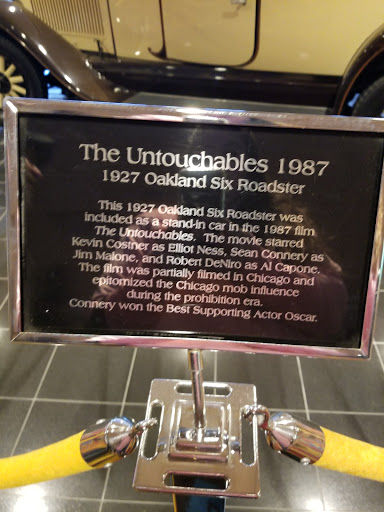 The Untouchables 1987
1927 Oakland Six Roadster
This 1927 Oakland Six Roadster was
included as a stand-in car in the 1987 film
The Untouchables. The movie starred
Kevin Costner as Elliot Ness, Sean Connery as
Jim Malone, and Robert DeNiro as Al Capone.
The film was partially filmed in Chicago and
epitomized the Chicago mob influence
during the prohibition era.
Connery won the Best Supporting Actor Oscar.